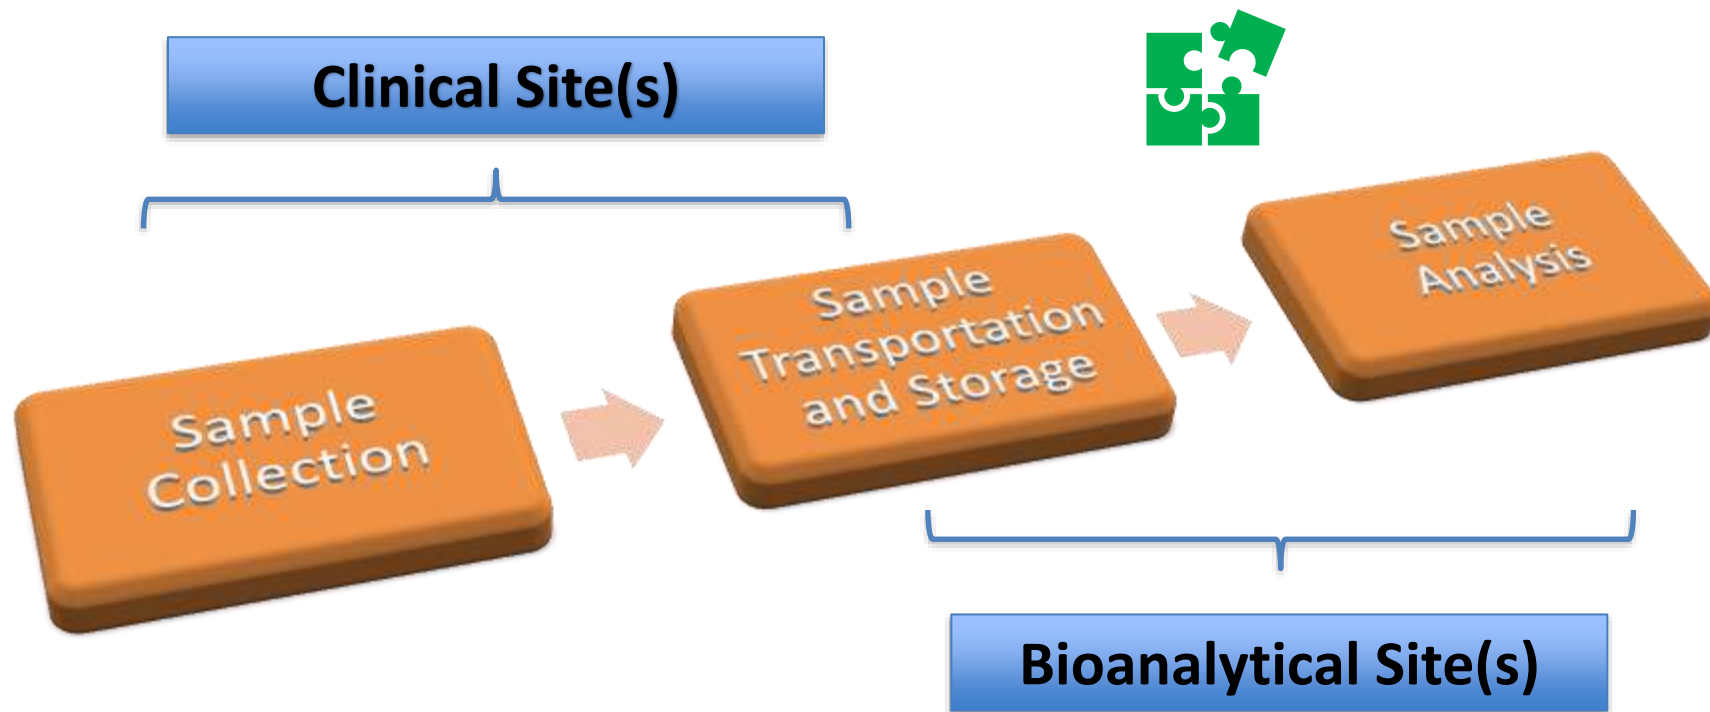 Clinical Site(s)
Sample
Collection
Sample
Transportation
and Storage
Sample
Analysis
Bioanalytical Site(s)